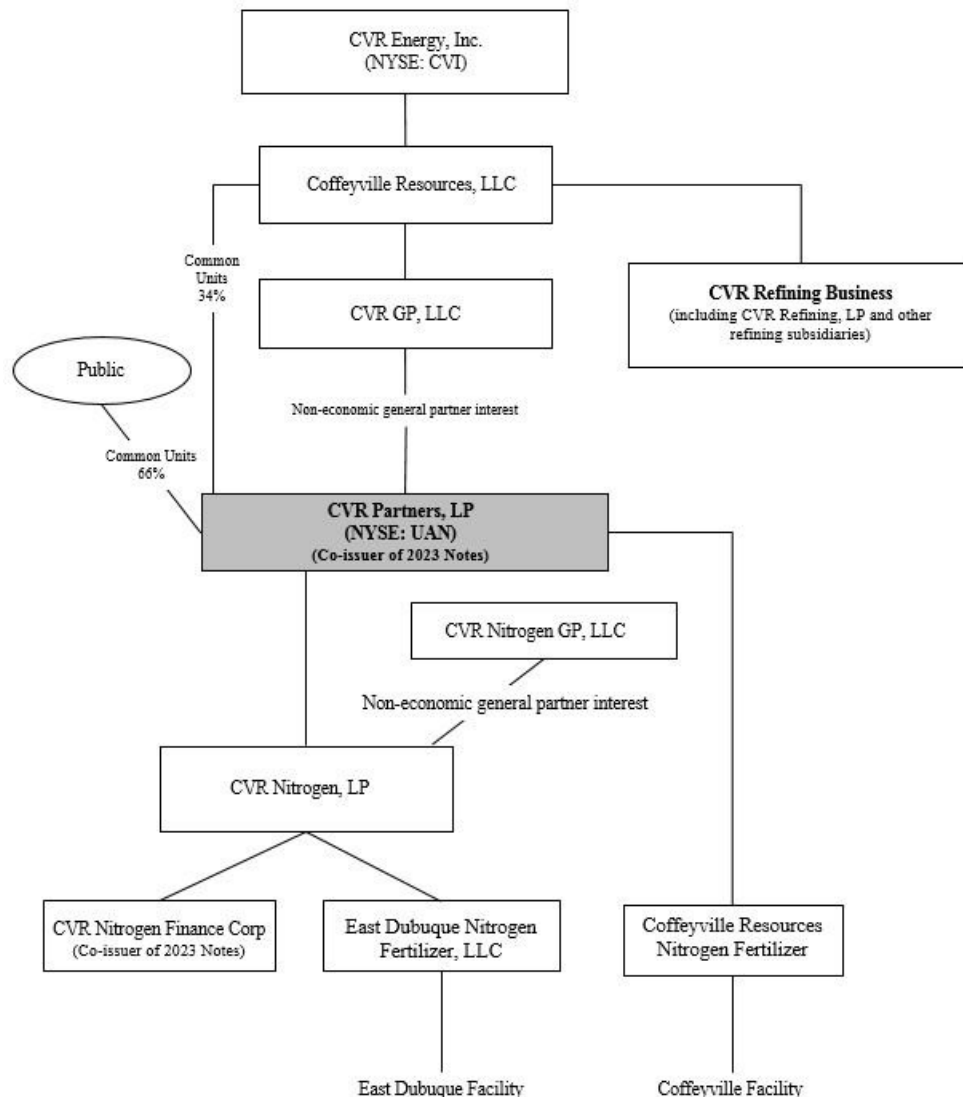 CVR Energy, Inc.
(NYSE: CVI)
Coffeyville Resources, LLC
Common
Units
34%
CVR GP, LLC
CVR Refining Business
(including CVR Refining, LP and other
refining subsidiaries)
Public
Non-economic general partner interest
Common Units
66%
CVR Partners, LP
(NYSE: UAN)
(Co-issuer of 2023 Notes)
CVR Nitrogen GP, LLC
Non-economic general partner interest
CVR Nitrogen, LP
CVR Nitrogen Finance Corp
(Co-issuer of 2023 Notes)
East Dubuque Nitrogen
Fertilizer, LLC
Coffeyville Resources
Nitrogen Fertilizer
East Dubuque Facility
Coffeyville Facility